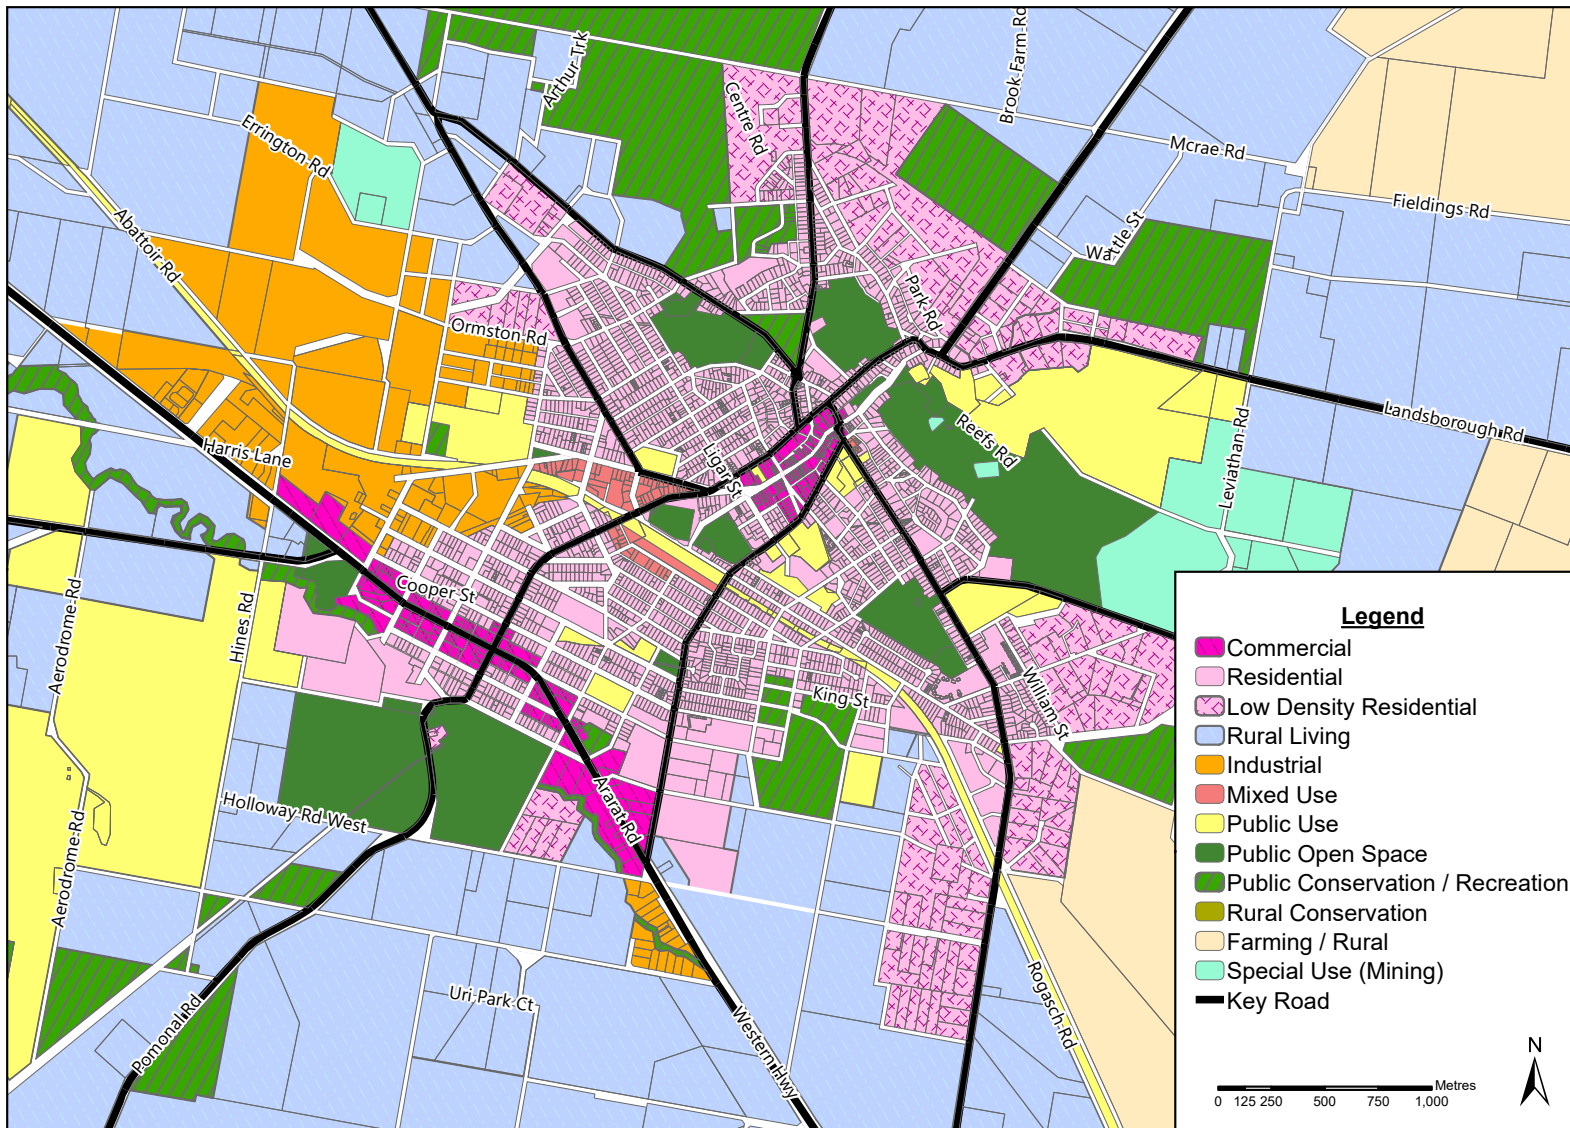 Arthur Trk
Brook Farm Rd
Centre Rd
Errington Rd
Mcrae Rd
Fieldings Rd
Abattoir Rd
Wattle St
Park Rd
Ormston Rd
Landsborough Rd
Harris Lane
Ligar St
Reefs Rd
Leviathan Rd
Aerodrome Rd
Hines Rd
Cooper St
King St
William St
Holloway Rd West
Ararat Rd
Aerodrome Rd
Uri Park Ct
Pomonal Rd
Western Hwy
Rogasch Rd
Legend
Commercial
Residential
Low Density Residential
Rural Living
Industrial
Mixed Use
Public Use
Public Open Space
Public Conservation / Recreation
Rural Conservation
Farming / Rural
Special Use (Mining)
Key Road
N
Metres
0 125 250 500 750 1,000